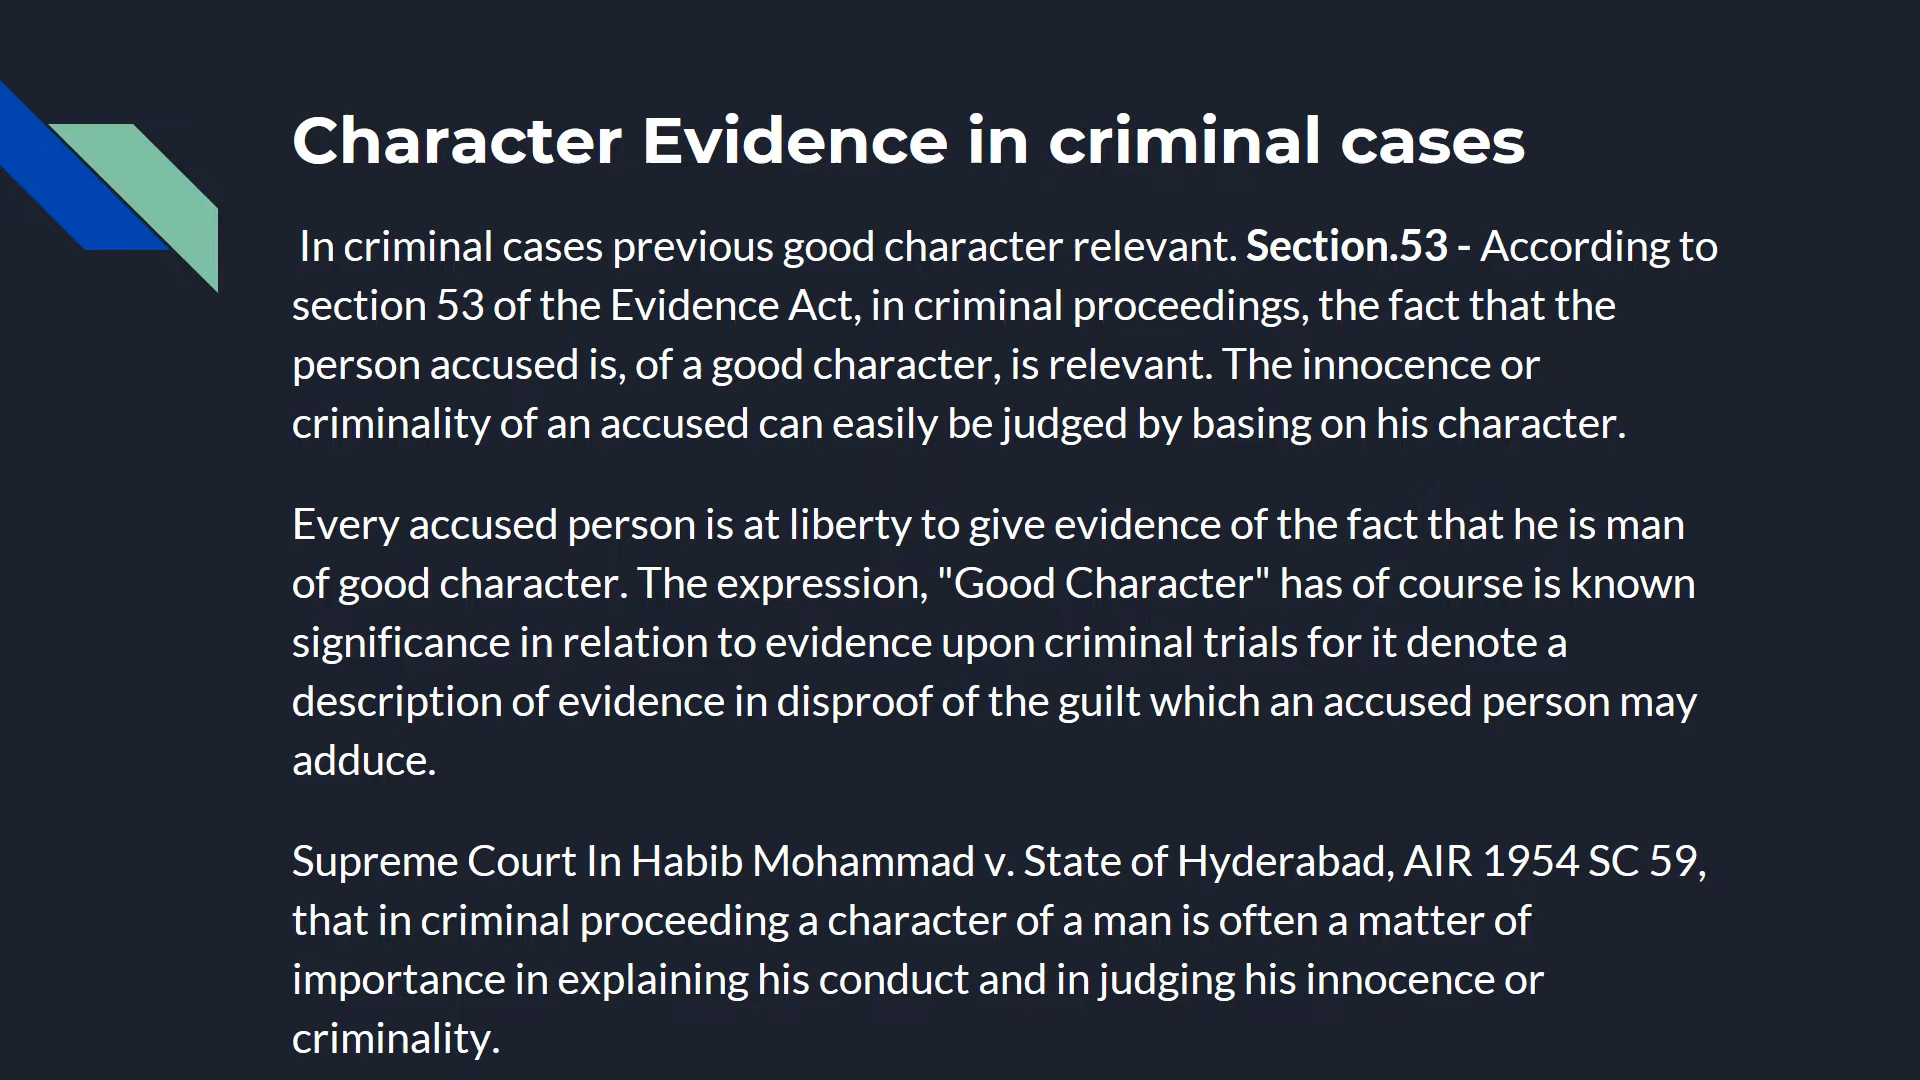 Character Evidence in criminal cases
In criminal cases previous good character relevant. Section.53 - According to
section 53 of the Evidence Act, in criminal proceedings, the fact that the
person accused is, of a good character, is relevant. The innocence or
criminality of an accused can easily be judged by basing on his character.
Every accused person is at liberty to give evidence of the fact that he is man
of good character. The expression, "Good Character" has of course is known
significance in relation to evidence upon criminal trials for it denote a
description of evidence in disproof of the guilt which an accused person may
adduce.
Supreme Court In Habib Mohammad v. State of Hyderabad, AIR 1954 SC 59,
that in criminal proceeding a character of a man is often a matter of
importance in explaining his conduct and in judging his innocence or
criminality.